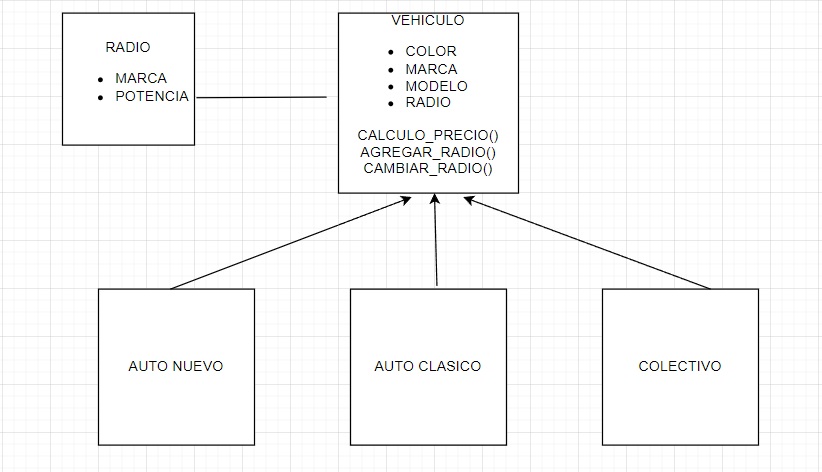 RADIO
• MARCA
• POTENCIA
VEHICULO
• COLOR
• MARCA
• MODELO
• RADIO
CALCULO_PRECIO()
AGREGAR_RADIO()
CAMBIAR_RADIO()
AUTO NUEVO
AUTO CLASICO
COLECTIVO